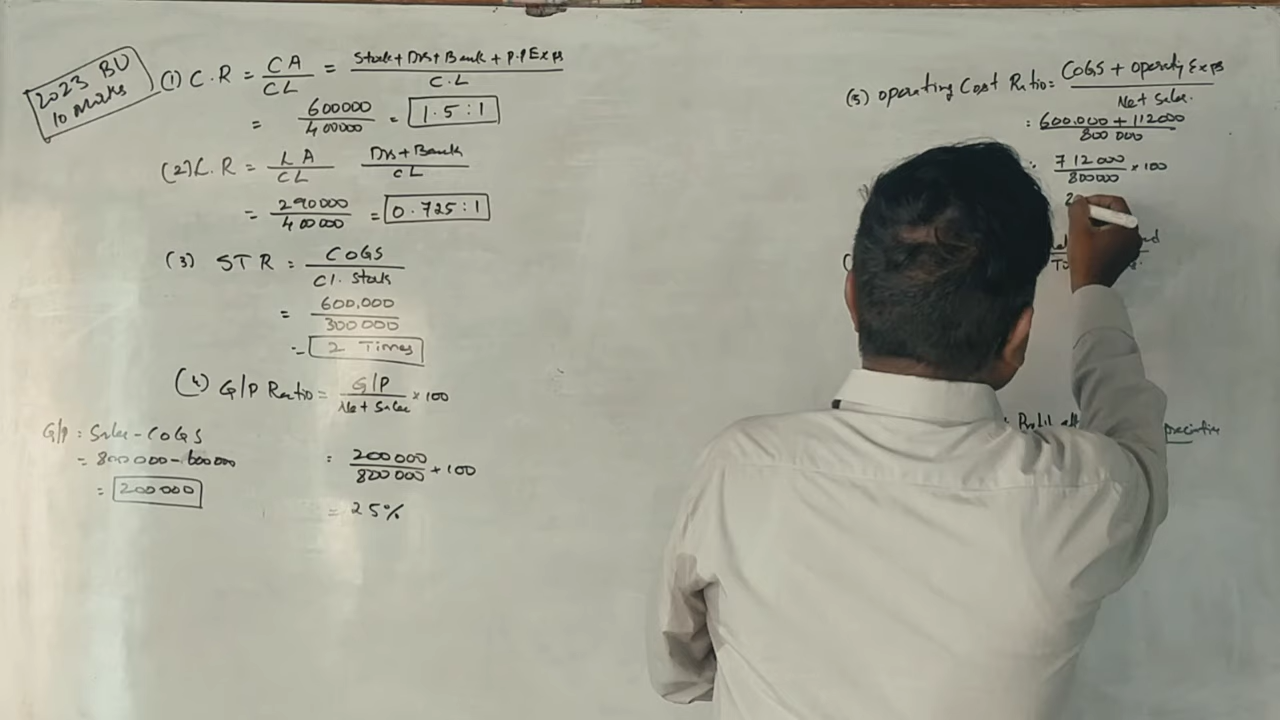 2023 BU
10 Marks
(1) C.R = CA/CL = Stock+Drs+Bank+P.P Exps/C.L
= 600000/400000 = 1.5:1
(2) L.R = LA/CL Drs+Bank/CL
= 290000/400000 = 0.725:1
(3) STR = COGS/Cl. Stock
= 600,000/300000
= 2 Times
(4) G/P Ratio = G/P/Net Sales × 100
G/P = Sales - COGS
= 800000 - 600000
= 200000
= 200000/800000 × 100
= 25%
(5) Operating Cost Ratio = COGS + Operating Exps/Net Sales.
= 600.000 + 112000/800 000
= 712000/800000 × 100